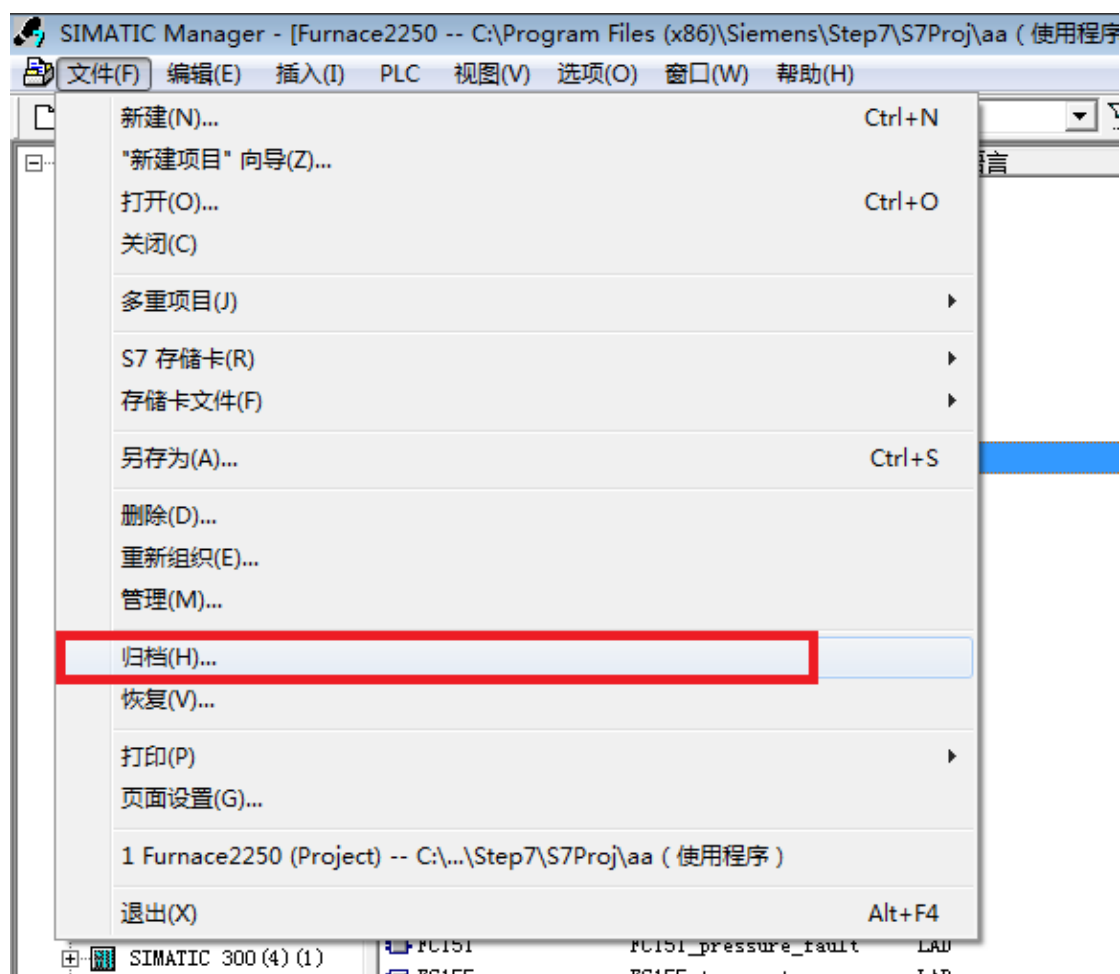 SIMATIC Manager - [Furnace2250 -- C:\Program Files (x86)\Siemens\Step7\S7Proj\aa ( 使用程序
文件(F) 编辑(E) 插入(I) PLC 视图(V) 选项(O) 窗口(W) 帮助(H)
新建(N)... Ctrl+N
"新建项目" 向导(Z)...
语言
打开(O)... Ctrl+O
关闭(C)
多重项目(J)
S7 存储卡(R)
存储卡文件(F)
另存为(A)... Ctrl+S
删除(D)...
重新组织(E)...
管理(M)...
归档(H)...
恢复(V)...
打印(P)
页面设置(G)...
1 Furnace2250 (Project) -- C:\...\Step7\S7Proj\aa ( 使用程序 )
退出(X) Alt+F4
FC151 FC151_pressure_fault LAD
SIMATIC 300(4)(1)